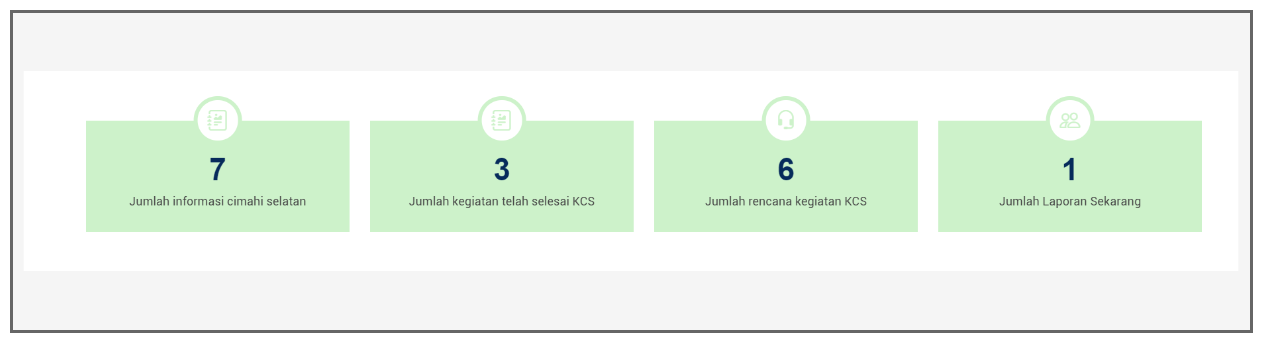 7
Jumlah informasi cimahi selatan
3
Jumlah kegiatan telah selesai KCS
6
Jumlah rencana kegiatan KCS
1
Jumlah Laporan Sekarang